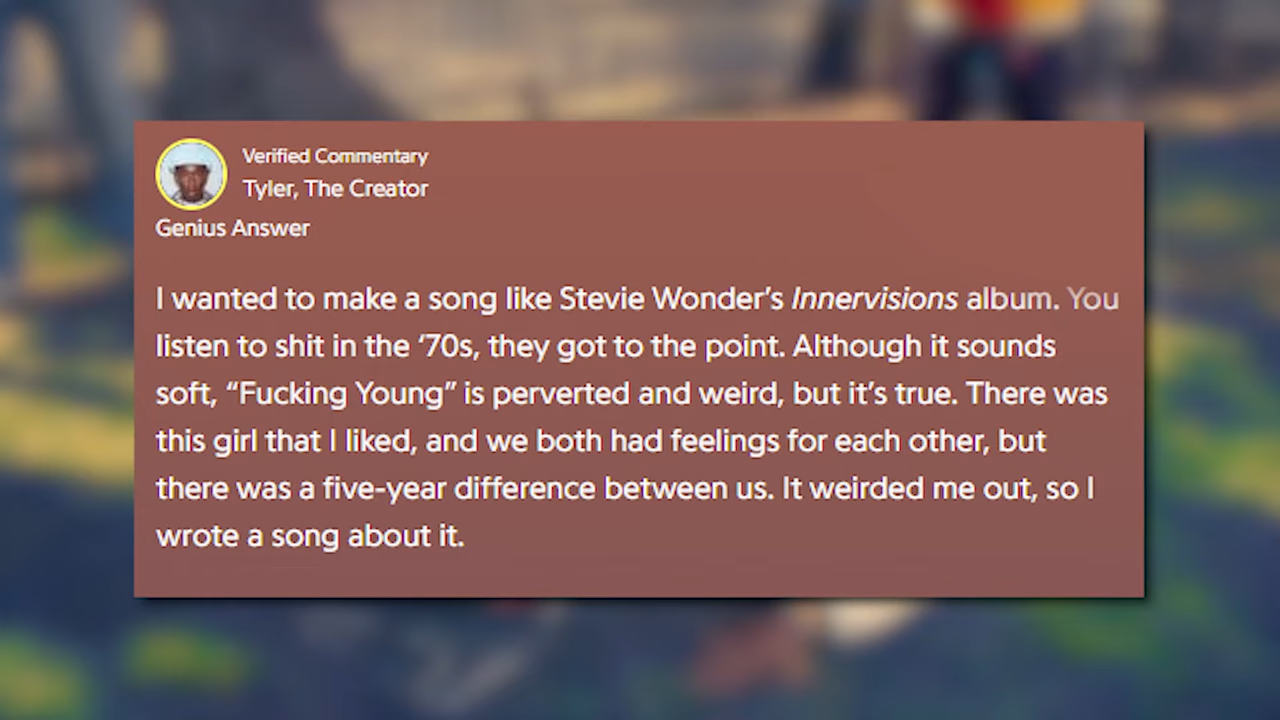 Verified Commentary
Tyler, The Creator
Genius Answer
I wanted to make a song like Stevie Wonder’s Innervisions album. You
listen to shit in the ‘70s, they got to the point. Although it sounds
soft, “Fucking Young” is perverted and weird, but it’s true. There was
this girl that I liked, and we both had feelings for each other, but
there was a five-year difference between us. It weirded me out, so I
wrote a song about it.